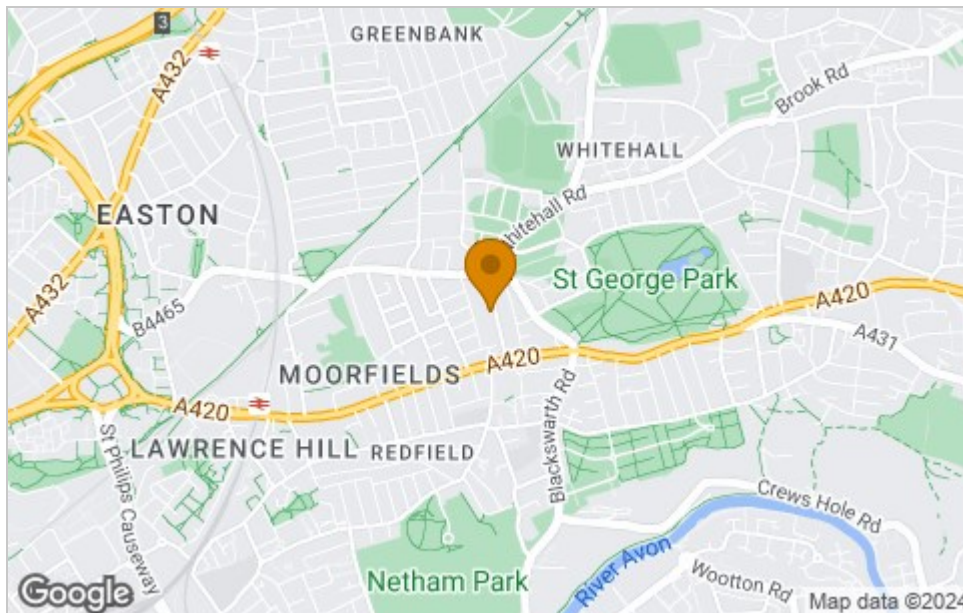 3
A432
GREENBANK
Brook Rd
WHITEHALL
EASTON
Whitehall Rd
A432
B4465
St George Park
A420
A431
A420
MOORFIELDS
A420
Blackswarth Rd
LAWRENCE HILL
REDFIELD
St Philips Causeway
Crews Hole Rd
River Avon
Netham Park
Wootton Rd
Google
Map data ©2024